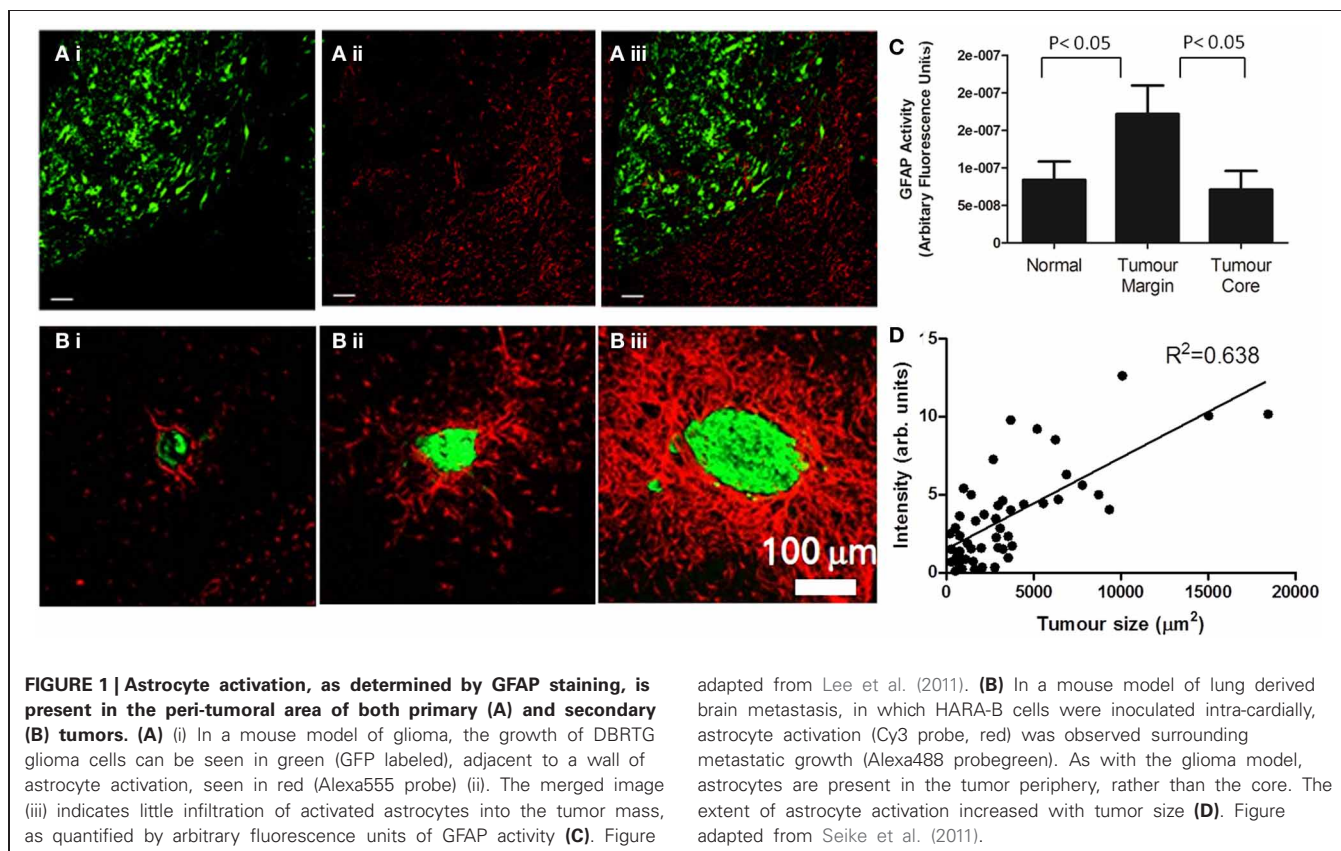 A i
A ii
A iii
B i
B ii
B iii
100 μm
C
P< 0.05
P< 0.05
GFAP Activity
(Arbitary Fluorescence Units)
2e-007
2e-007
2e-007
1e-007
5e-008
0
Normal
Tumour
Margin
Tumour
Core
D
R²=0.638
Intensity (arb. units)
15
10
5
0
0
5000
10000
15000
20000
Tumour size (μm²)
FIGURE 1 | Astrocyte activation, as determined by GFAP staining, is
present in the peri-tumoral area of both primary (A) and secondary
(B) tumors. (A) (i) In a mouse model of glioma, the growth of DBRTG
glioma cells can be seen in green (GFP labeled), adjacent to a wall of
astrocyte activation, seen in red (Alexa555 probe) (ii). The merged image
(iii) indicates little infiltration of activated astrocytes into the tumor mass,
as quantified by arbitrary fluorescence units of GFAP activity (C). Figure
adapted from Lee et al. (2011). (B) In a mouse model of lung derived
brain metastasis, in which HARA-B cells were inoculated intra-cardially,
astrocyte activation (Cy3 probe, red) was observed surrounding
metastatic growth (Alexa488 probegreen). As with the glioma model,
astrocytes are present in the tumor periphery, rather than the core. The
extent of astrocyte activation increased with tumor size (D). Figure
adapted from Seike et al. (2011).